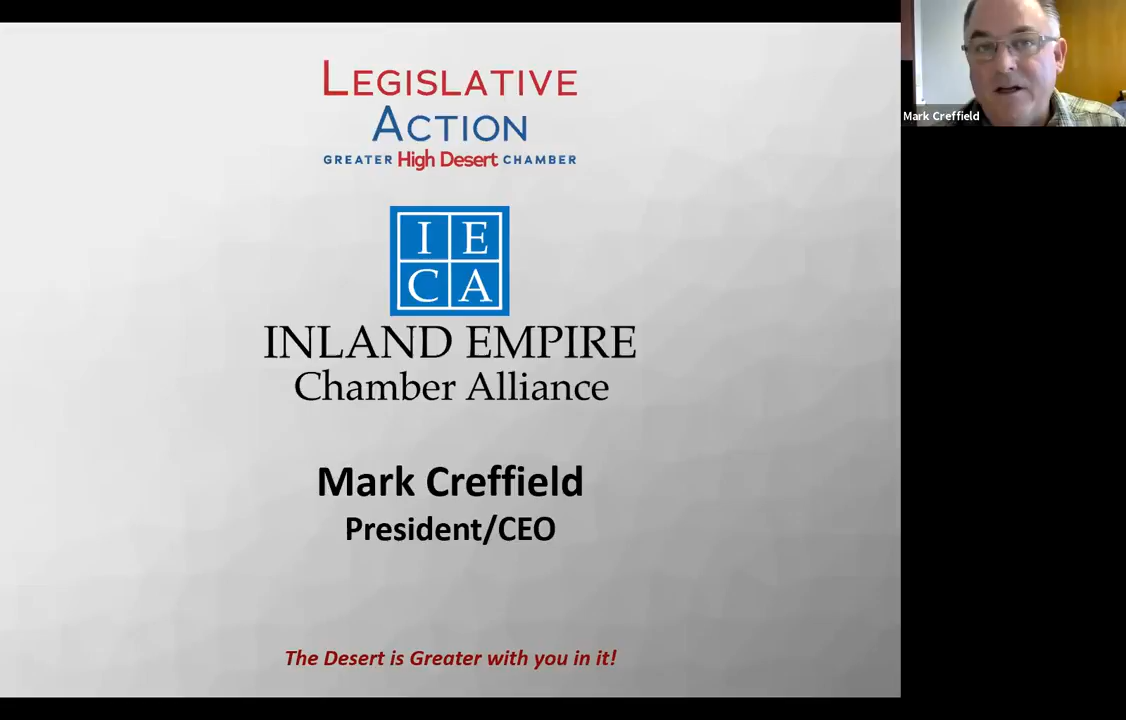 LEGISLATIVE
ACTION
GREATER High Desert CHAMBER
I E
C A
INLAND EMPIRE
Chamber Alliance
Mark Creffield
President/CEO
The Desert is Greater with you in it!
Mark Creffield